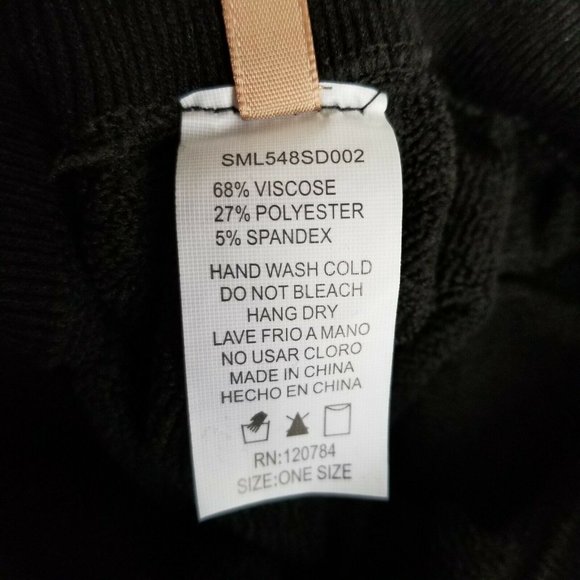 SML548SD002
68% VISCOSE
27% POLYESTER
5% SPANDEX
HAND WASH COLD
DO NOT BLEACH
HANG DRY
LAVE FRIO A MANO
NO USAR CLORO
MADE IN CHINA
HECHO EN CHINA
RN:120784
SIZE:ONE SIZE